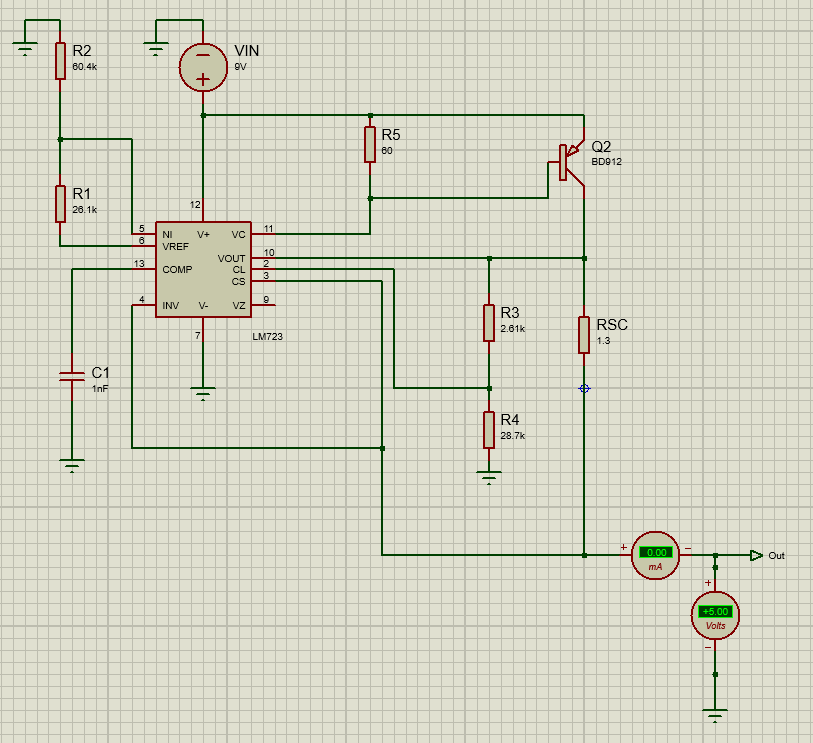 R2
60.4k
VIN
9V
R5
60
Q2
BD912
R1
26.1k
12
5 NI V+ VC 11
6 VREF
VOUT 10
13 COMP CL 2
CS 3
4 INV V- VZ 9
7
LM723
R3
2.61k
RSC
1.3
C1
1nF
R4
28.7k
+ 0.00 −
mA
Out
+
+5.00
Volts
−